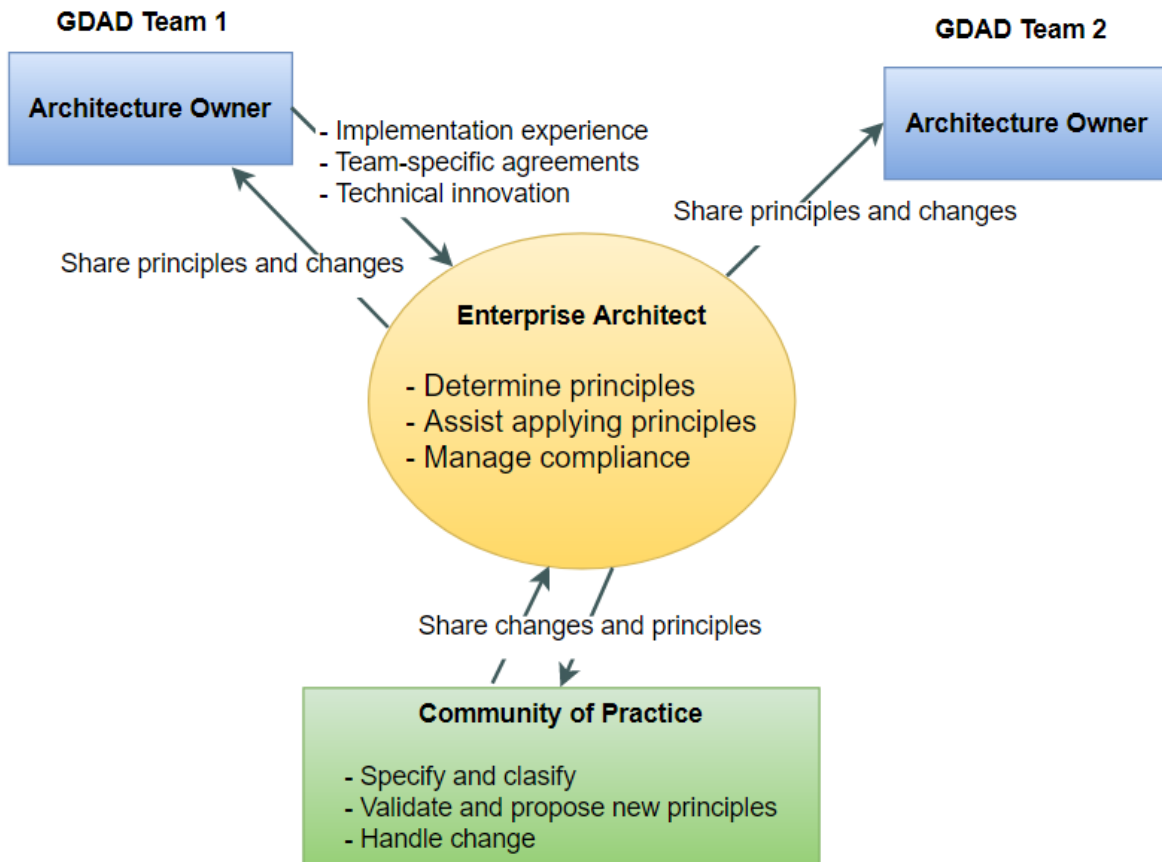 GDAD Team 1
GDAD Team 2
Architecture Owner
Architecture Owner
- Implementation experience
- Team-specific agreements
- Technical innovation
Share principles and changes
Share principles and changes
Enterprise Architect
- Determine principles
- Assist applying principles
- Manage compliance
Share changes and principles
Community of Practice
- Specify and clasify
- Validate and propose new principles
- Handle change